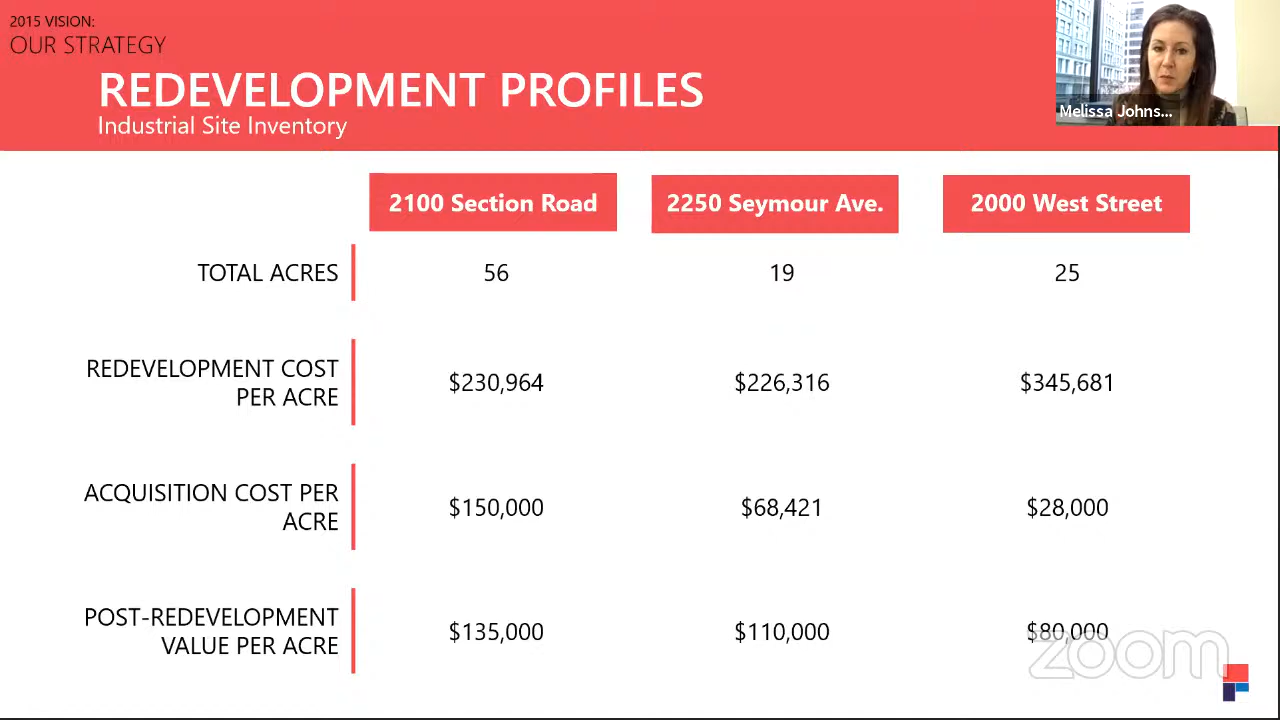 2015 VISION:
OUR STRATEGY
REDEVELOPMENT PROFILES
Industrial Site Inventory
Melissa Johns...
2100 Section Road
2250 Seymour Ave.
2000 West Street
TOTAL ACRES
56
19
25
REDEVELOPMENT COST
PER ACRE
$230,964
$226,316
$345,681
ACQUISITION COST PER
ACRE
$150,000
$68,421
$28,000
POST-REDEVELOPMENT
VALUE PER ACRE
$135,000
$110,000
$80,000
zoom